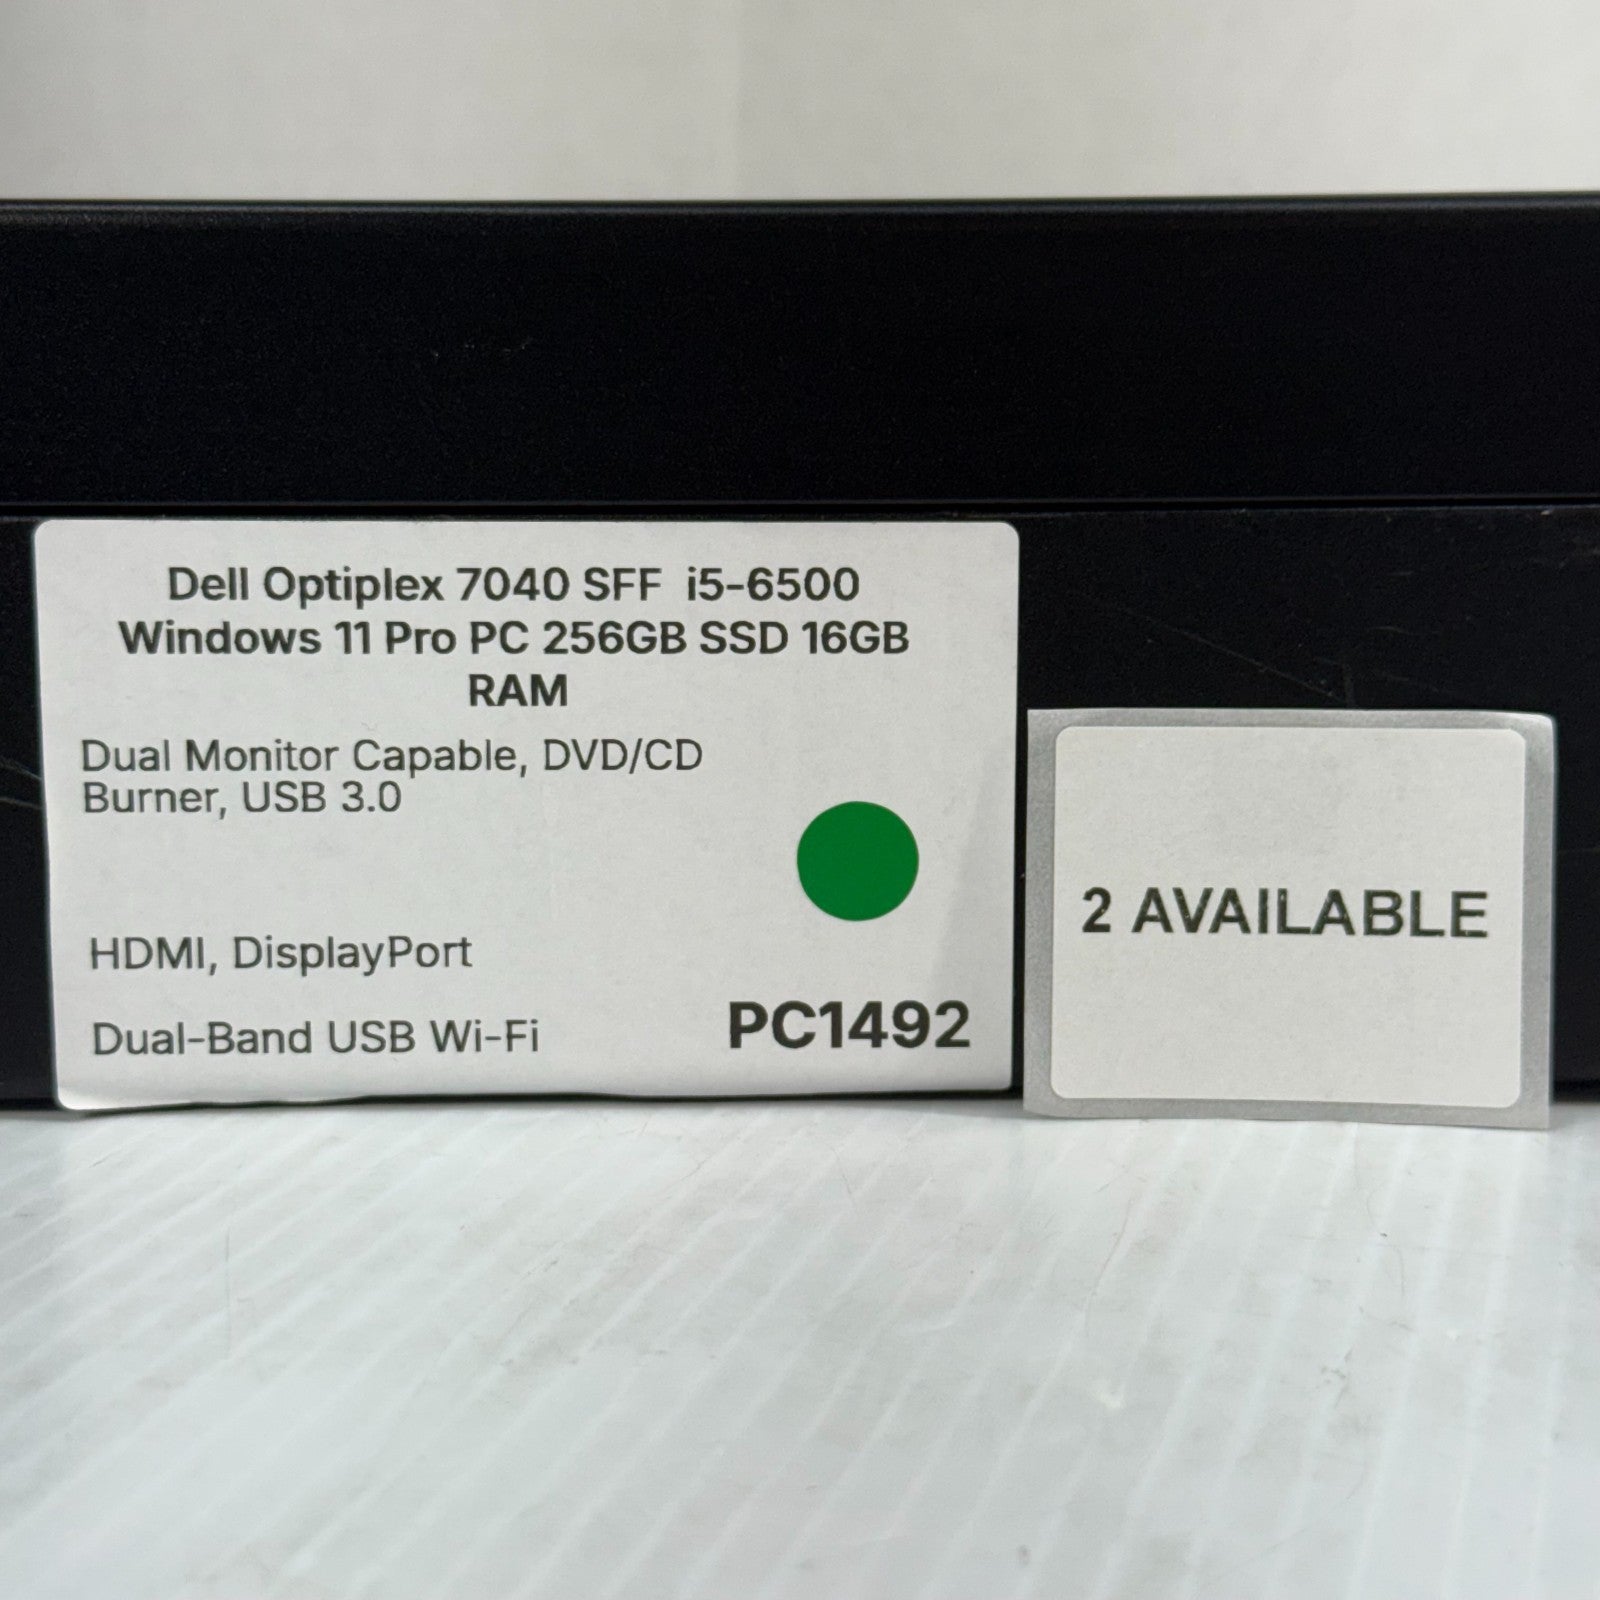 Dell Optiplex 7040 SFF i5-6500
Windows 11 Pro PC 256GB SSD 16GB
RAM
Dual Monitor Capable, DVD/CD
Burner, USB 3.0
HDMI, DisplayPort
Dual-Band USB Wi-Fi
PC1492
2 AVAILABLE